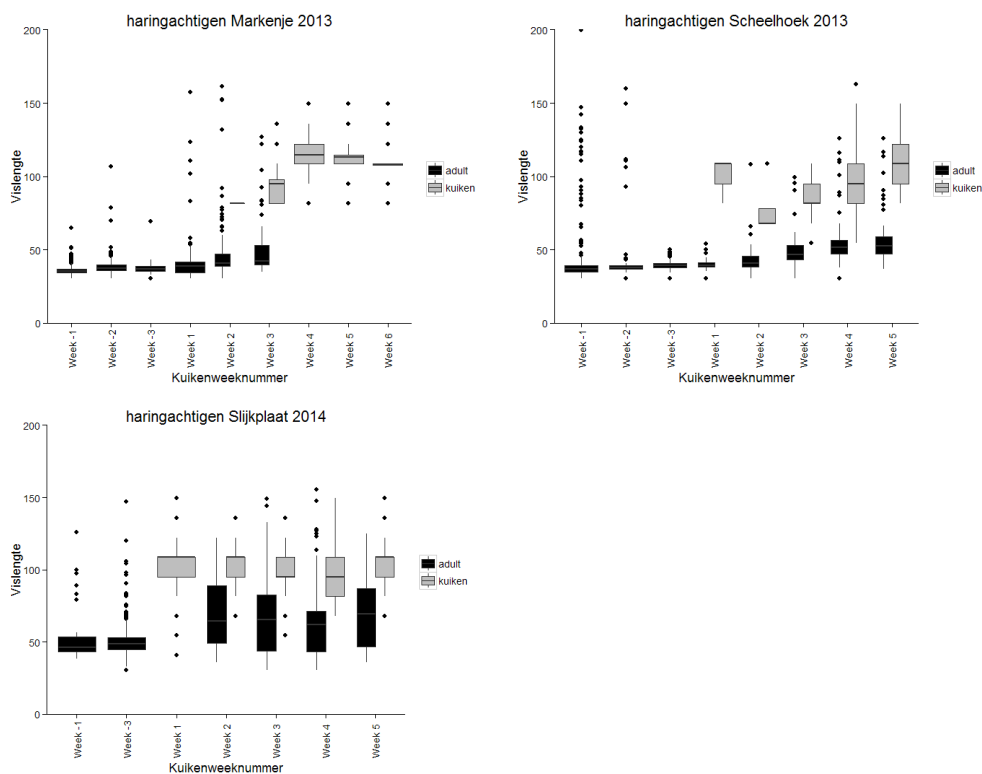 haringachtigen Markenje 2013
Vislengte
200
150
100
50
0
Week -1
Week -2
Week -3
Week 1
Week 2
Week 3
Week 4
Week 5
Week 6
Kuikenweeknummer
adult
kuiken
haringachtigen Scheelhoek 2013
Vislengte
200
150
100
50
0
Week -1
Week -2
Week -3
Week 1
Week 2
Week 3
Week 4
Week 5
Kuikenweeknummer
adult
kuiken
haringachtigen Slijkplaat 2014
Vislengte
200
150
100
50
0
Week -1
Week -3
Week 1
Week 2
Week 3
Week 4
Week 5
Kuikenweeknummer
adult
kuiken